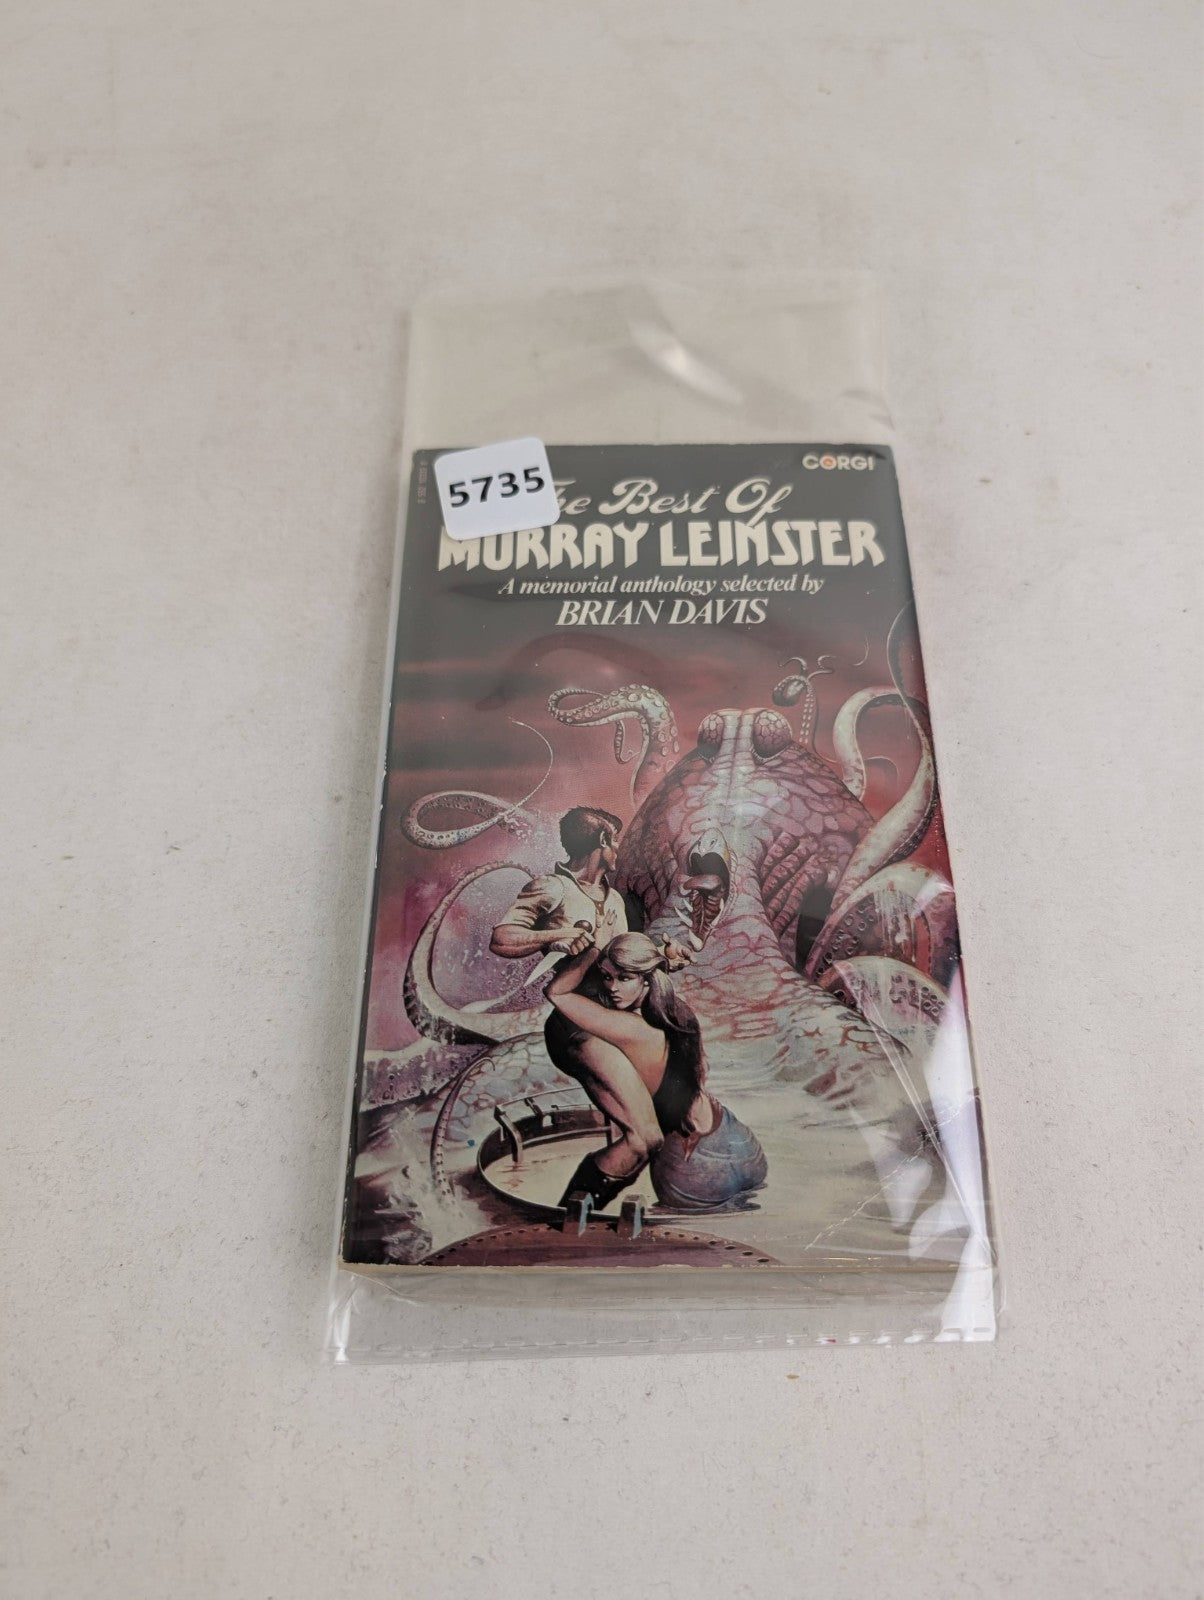 CORGI
5735
he Best Of
MURRAY LEINSTER
A memorial anthology selected by
BRIAN DAVIS